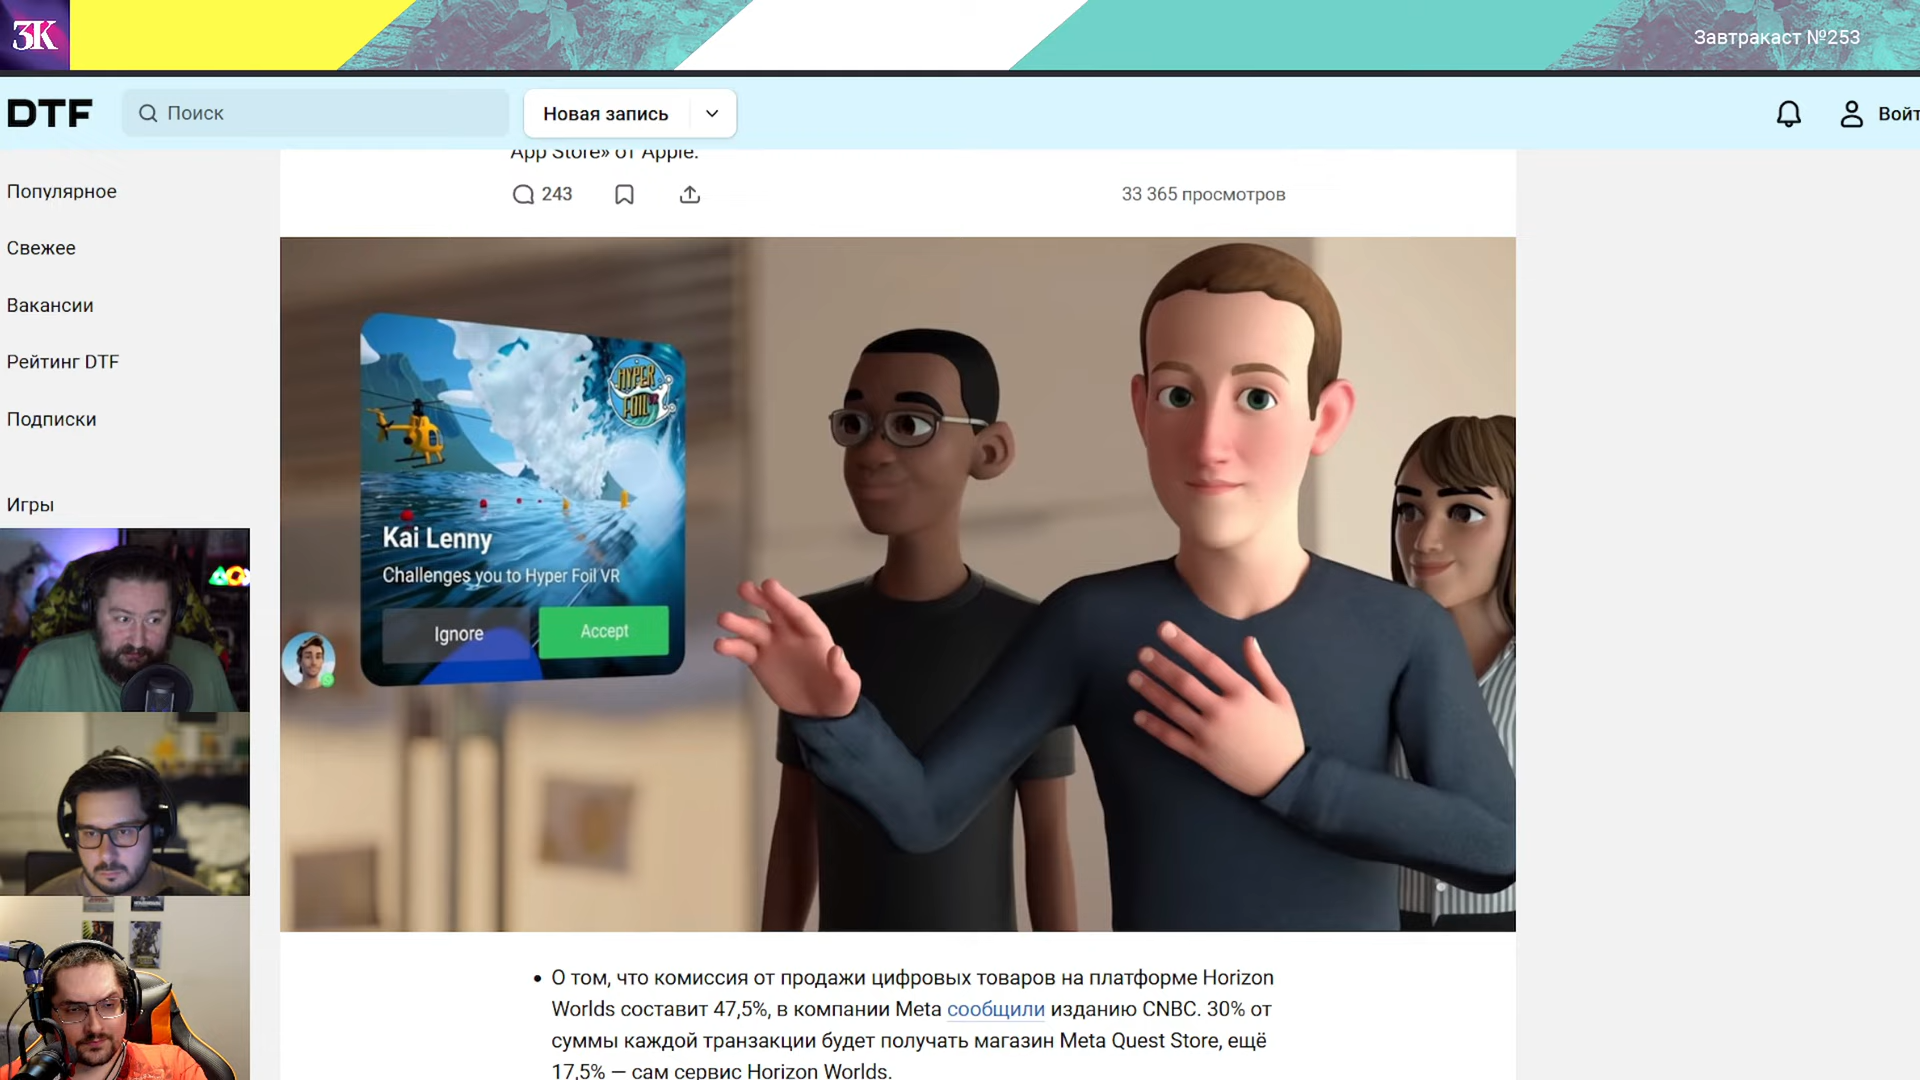 3K
Завтракаст №253
DTF
Поиск
Новая запись
Войт
Популярное
Свежее
Вакансии
Рейтинг DTF
Подписки
Игры
App Store» от Apple.
243
33 365 просмотров
HYPER
FOIL
Kai Lenny
Challenges you to Hyper Foil VR
Ignore
Accept
• О том, что комиссия от продажи цифровых товаров на платформе Horizon
Worlds составит 47,5%, в компании Meta сообщили изданию CNBC. 30% от
суммы каждой транзакции будет получать магазин Meta Quest Store, ещё
17,5% — сам сервис Horizon Worlds.